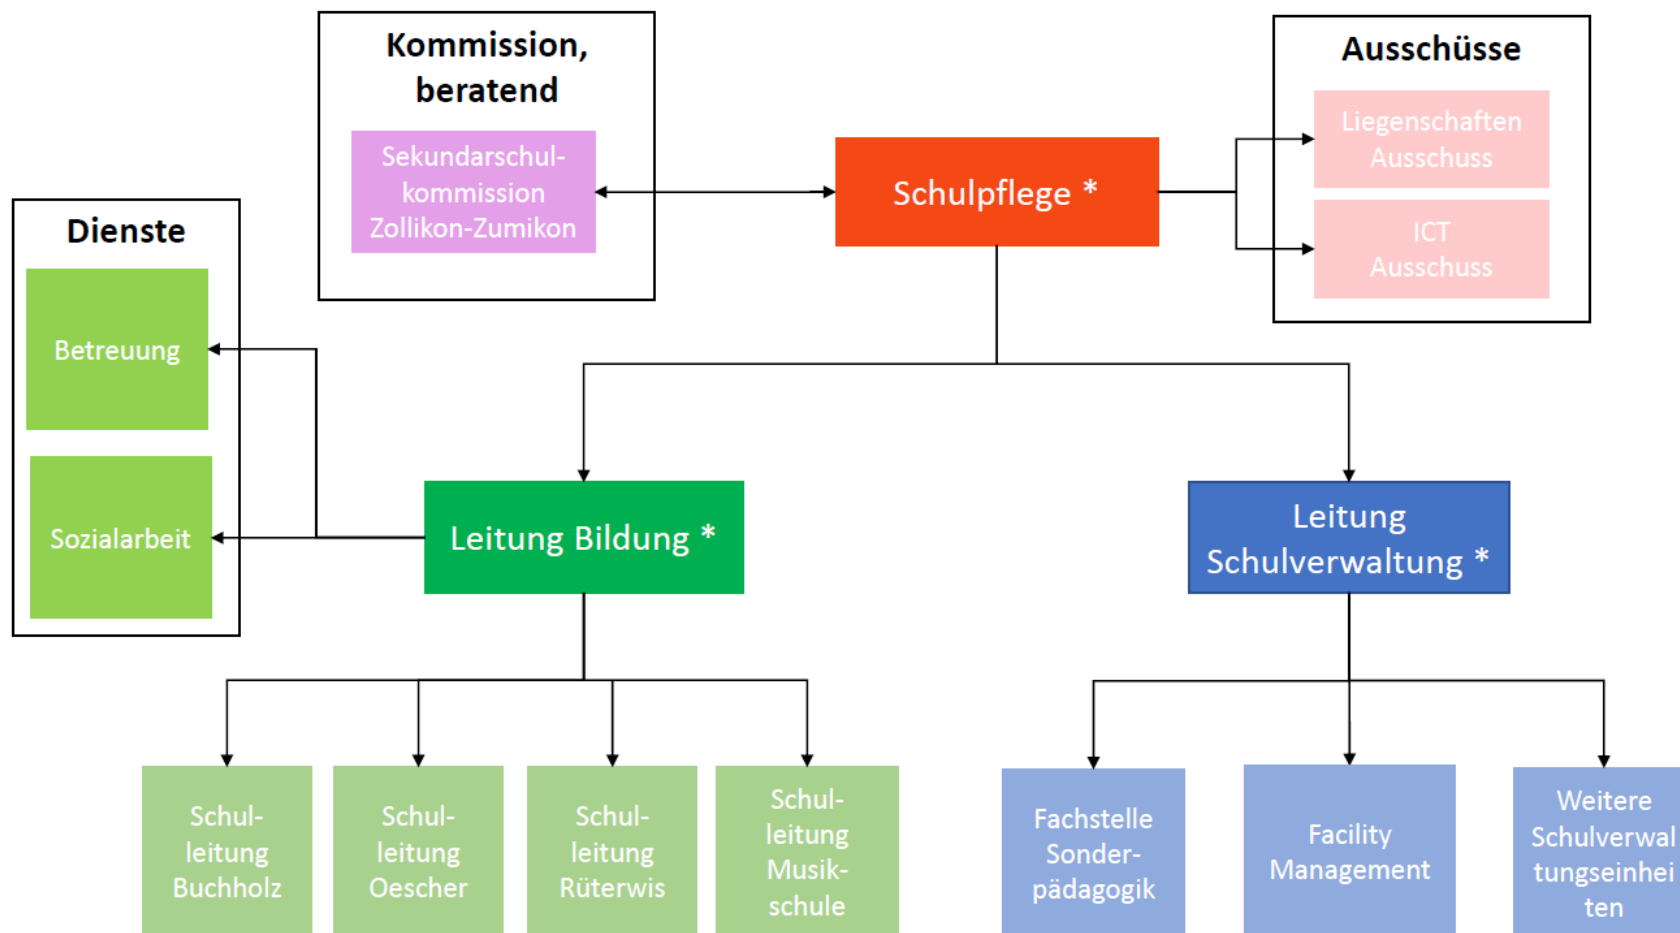 Kommission,
beratend
Sekundarschul-
kommission
Zollikon-Zumikon
Schulpflege *
Ausschüsse
Liegenschaften
Ausschuss
ICT
Ausschuss
Dienste
Betreuung
Sozialarbeit
Leitung Bildung *
Leitung
Schulverwaltung *
Schul-
leitung
Buchholz
Schul-
leitung
Oescher
Schul-
leitung
Rüterwis
Schul-
leitung
Musik-
schule
Fachstelle
Sonder-
pädagogik
Facility
Management
Weitere
Schulverwal
tungseinhei
ten